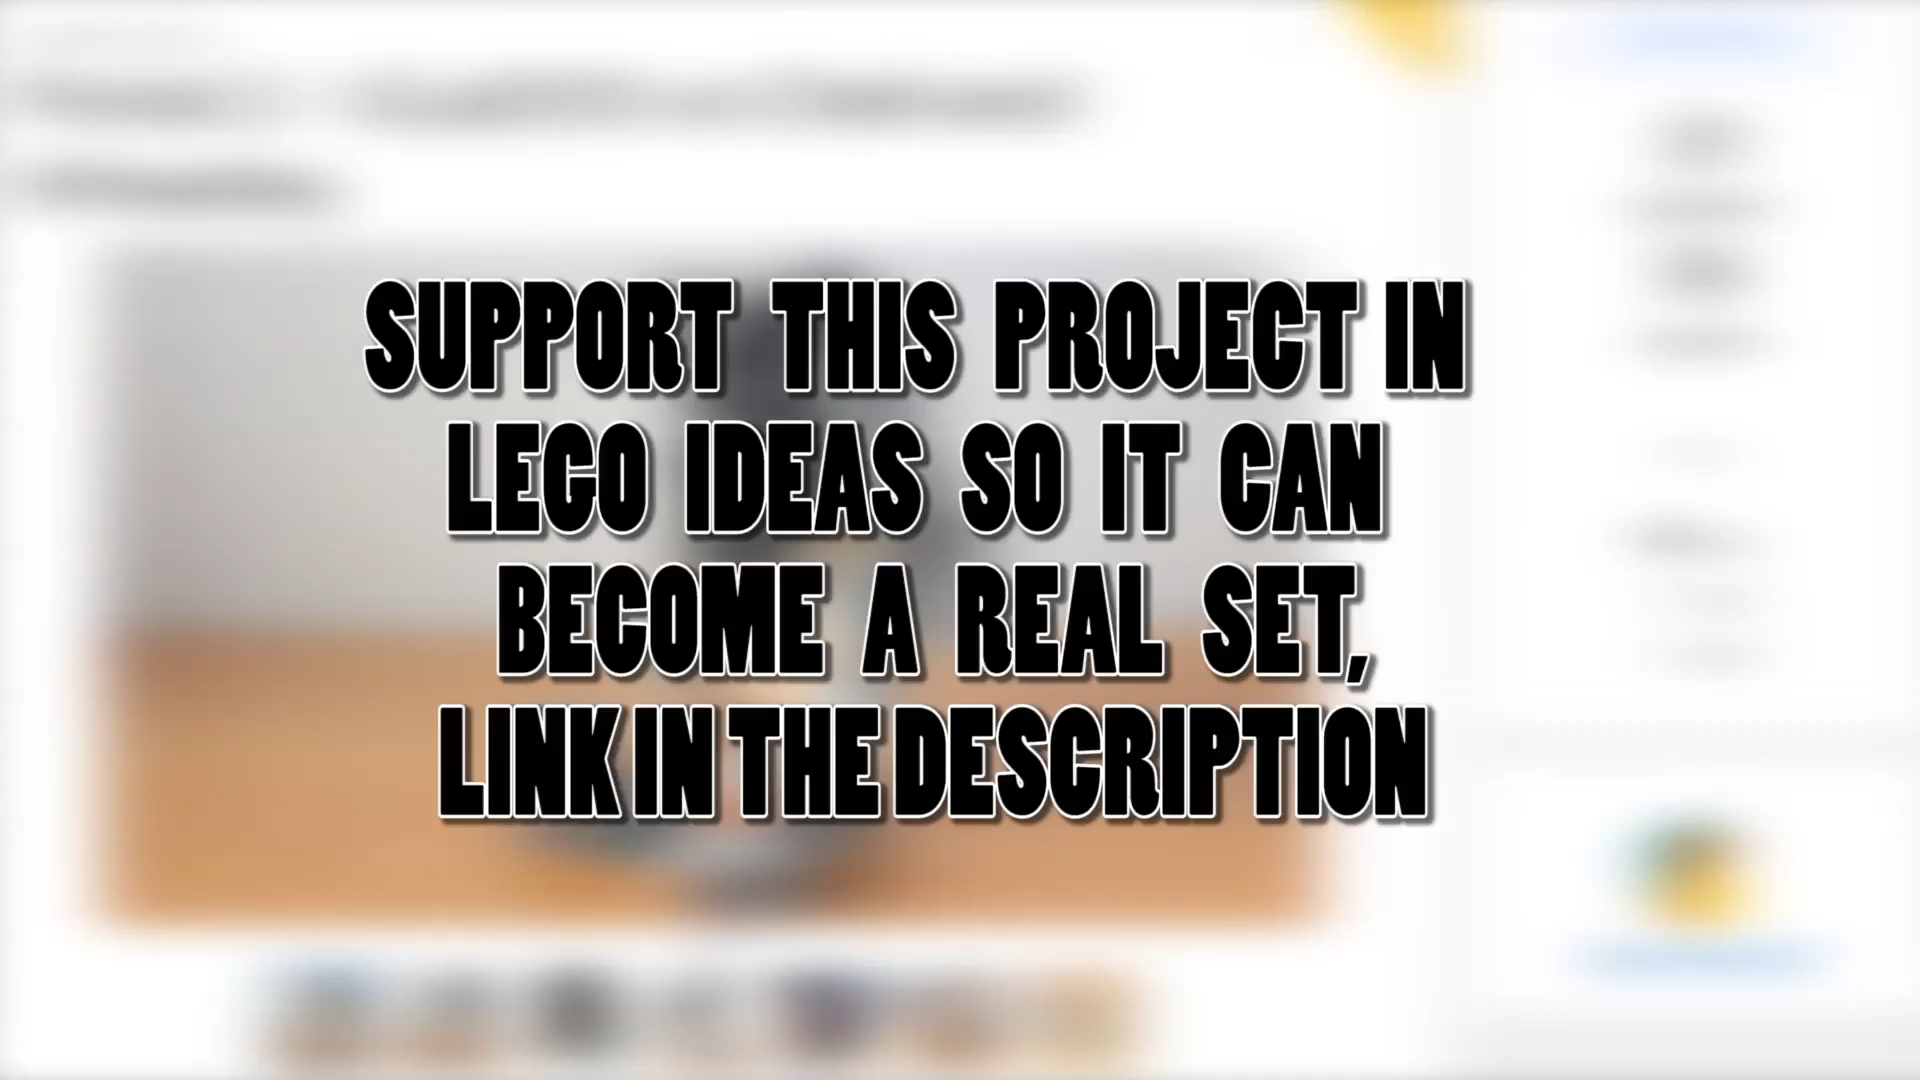 SUPPORT THIS PROJECT IN
LEGO IDEAS SO IT CAN
BECOME A REAL SET,
LINK IN THE DESCRIPTION